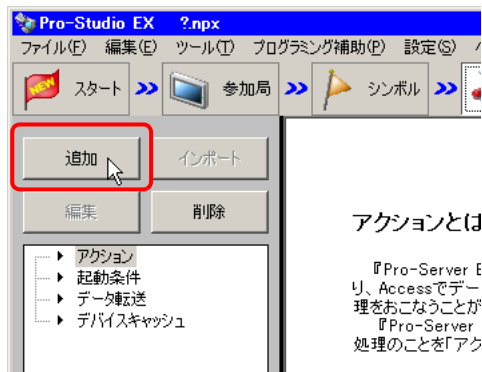 Pro-Studio EX ?.npx
ファイル(F) 編集(E) ツール(T) プログラミング補助(P) 設定(S)
NEW スタート 参加局 シンボル
追加 インポート
編集 削除
アクション
起動条件
データ転送
デバイスキャッシュ
アクションとは
『Pro-Server E
り、Accessでデー
理をおこなうことが
『Pro-Server
処理のことを「アク